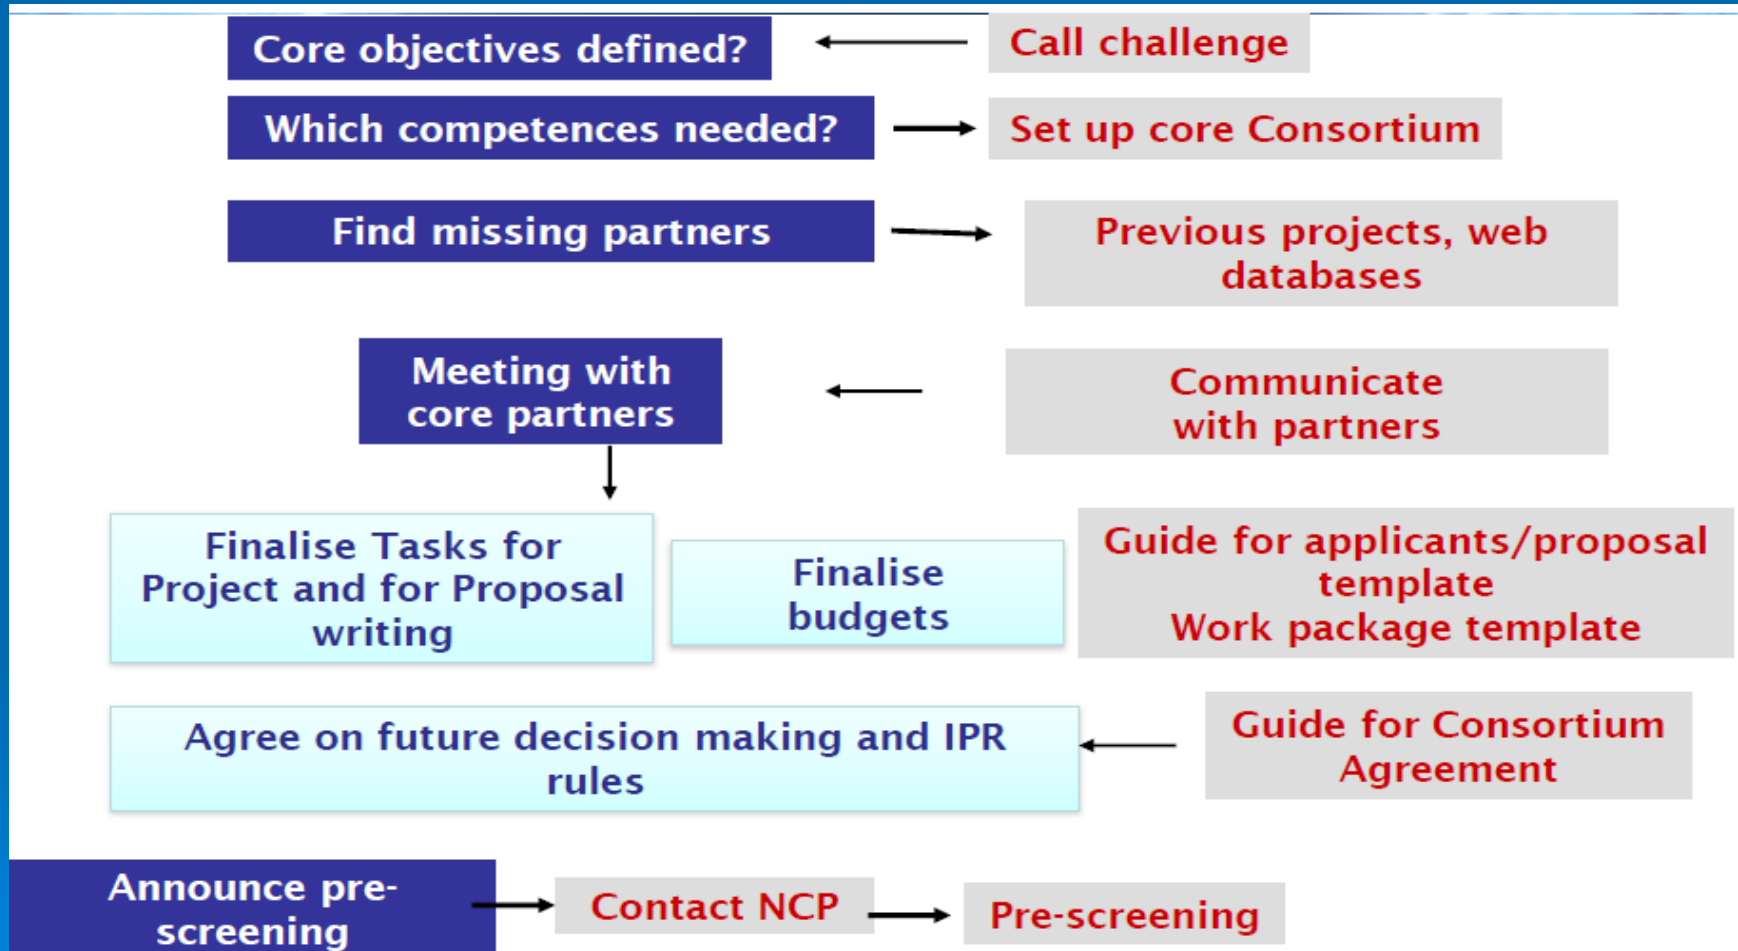 Core objectives defined?
Call challenge
Which competences needed?
Set up core Consortium
Find missing partners
Previous projects, web
databases
Meeting with
core partners
Communicate
with partners
Finalise Tasks for
Project and for Proposal
writing
Finalise
budgets
Guide for applicants/proposal
template
Work package template
Agree on future decision making and IPR
rules
Guide for Consortium
Agreement
Announce pre-
screening
Contact NCP
Pre-screening